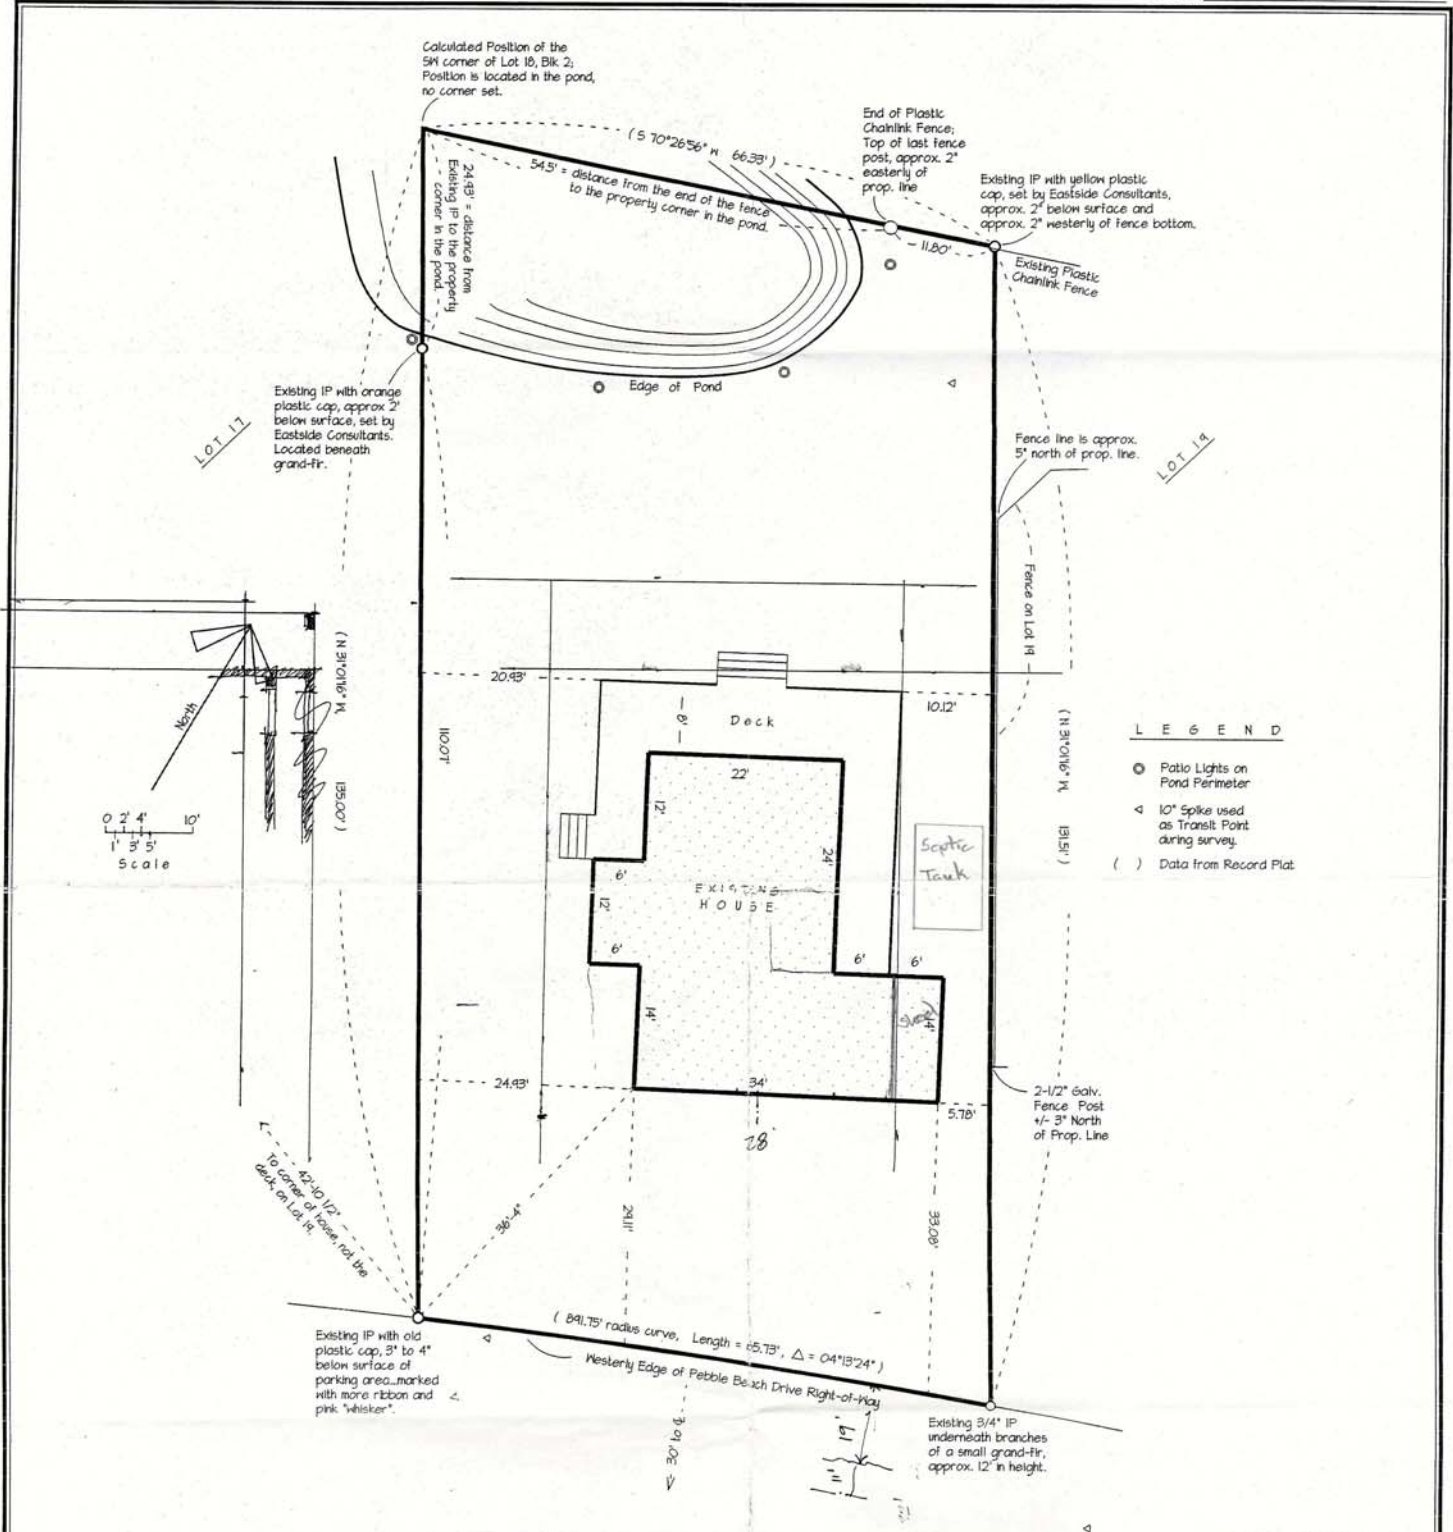 Calculated Position of the
SW corner of Lot 18, Blk 2;
Position is located in the pond,
no corner set.
( S 70°26'56" W 66.33' )
54.5' = distance from the end of the fence
to the property corner in the pond.
24.93' = distance from
Existing IP to the property
corner in the pond.
End of Plastic
Chainlink Fence;
Top of last fence
post, approx. 2"
easterly of
prop. line
Existing IP with yellow plastic
cap, set by Eastside Consultants,
approx. 2" below surface and
approx. 2" westerly of fence bottom.
11.80'
Existing Plastic
Chainlink Fence
Edge of Pond
Existing IP with orange
plastic cap, approx 2'
below surface, set by
Eastside Consultants.
Located beneath
grand-fir.
LOT 17
Fence line is approx.
5" north of prop. line.
LOT 19
Fence on Lot 19
( N 31°01'16" W, 135.00' )
110.07'
( N 31°01'16" W, 131.51' )
North
0 2' 4' 10'
1' 3' 5'
Scale
20.93'
10.12'
8'
Deck
22'
12'
24'
6'
EXISTING
HOUSE
12'
6'
6'
6'
14'
14'
shed
Septic
Tank
34'
24.93'
5.78'
28'
LEGEND
Patio Lights on
Pond Perimeter
10" Spike used
as Transit Point
during survey.
( ) Data from Record Plat
2-1/2" Galv.
Fence Post
+/- 3" North
of Prop. Line
42'-10 1/2"
To corner of house, not the
deck, on Lot 19.
36'-4"
29.11'
33.08'
( 891.75' radius curve, Length = 65.73', Δ = 04°13'24" )
Westerly Edge of Pebble Beach Drive Right-of-Way
Existing IP with old
plastic cap, 3" to 4"
below surface of
parking area...marked
with more ribbon and
pink "whisker".
< 30' to ℄
19'
11'
Existing 3/4" IP
underneath branches
of a small grand-fir,
approx. 12' in height.